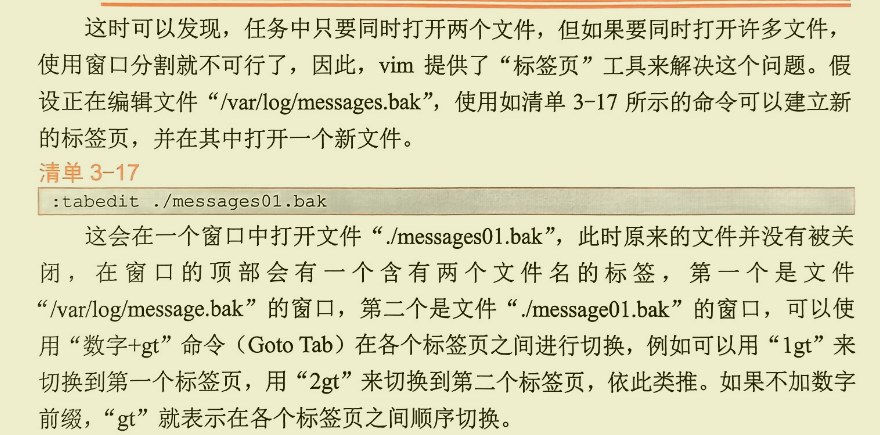 这时可以发现，任务中只要同时打开两个文件，但如果要同时打开许多文件，
使用窗口分割就不可行了，因此，vim 提供了“标签页”工具来解决这个问题。假
设正在编辑文件“/var/log/messages.bak”，使用如清单 3-17 所示的命令可以建立新
的标签页，并在其中打开一个新文件。
清单 3-17
:tabedit ./messages01.bak
这会在一个窗口中打开文件“./messages01.bak”，此时原来的文件并没有被关
闭，在窗口的顶部会有一个含有两个文件名的标签，第一个是文件
“/var/log/message.bak”的窗口，第二个是文件“./message01.bak”的窗口，可以使
用“数字+gt”命令（Goto Tab）在各个标签页之间进行切换，例如可以用“1gt”来
切换到第一个标签页，用“2gt”来切换到第二个标签页，依此类推。如果不加数字
前缀，“gt”就表示在各个标签页之间顺序切换。